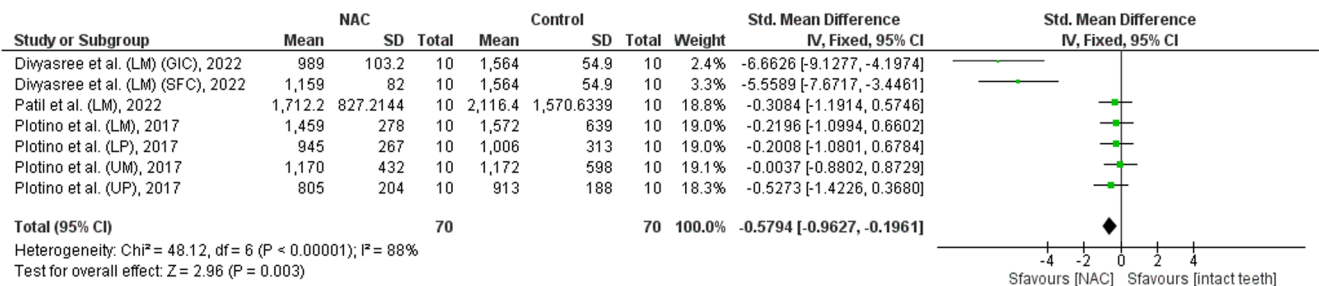 NAC Control Std. Mean Difference Std. Mean Difference
Study or Subgroup Mean SD Total Mean SD Total Weight IV, Fixed, 95% CI IV, Fixed, 95% CI
Divyasree et al. (LM) (GIC), 2022 989 103.2 10 1,564 54.9 10 2.4% -6.6626 [-9.1277, -4.1974]
Divyasree et al. (LM) (SFC), 2022 1,159 82 10 1,564 54.9 10 3.3% -5.5589 [-7.6717, -3.4461]
Patil et al. (LM), 2022 1,712.2 827.2144 10 2,116.4 1,570.6339 10 18.8% -0.3084 [-1.1914, 0.5746]
Plotino et al. (LM), 2017 1,459 278 10 1,572 639 10 19.0% -0.2196 [-1.0994, 0.6602]
Plotino et al. (LP), 2017 945 267 10 1,006 313 10 19.0% -0.2008 [-1.0801, 0.6784]
Plotino et al. (UM), 2017 1,170 432 10 1,172 598 10 19.1% -0.0037 [-0.8802, 0.8729]
Plotino et al. (UP), 2017 805 204 10 913 188 10 18.3% -0.5273 [-1.4226, 0.3680]
Total (95% CI) 70 70 100.0% -0.5794 [-0.9627, -0.1961]
Heterogeneity: Chi² = 48.12, df = 6 (P < 0.00001); I² = 88%
Test for overall effect: Z = 2.96 (P = 0.003)
-4 -2 0 2 4
Sfavours [NAC] Sfavours [intact teeth]